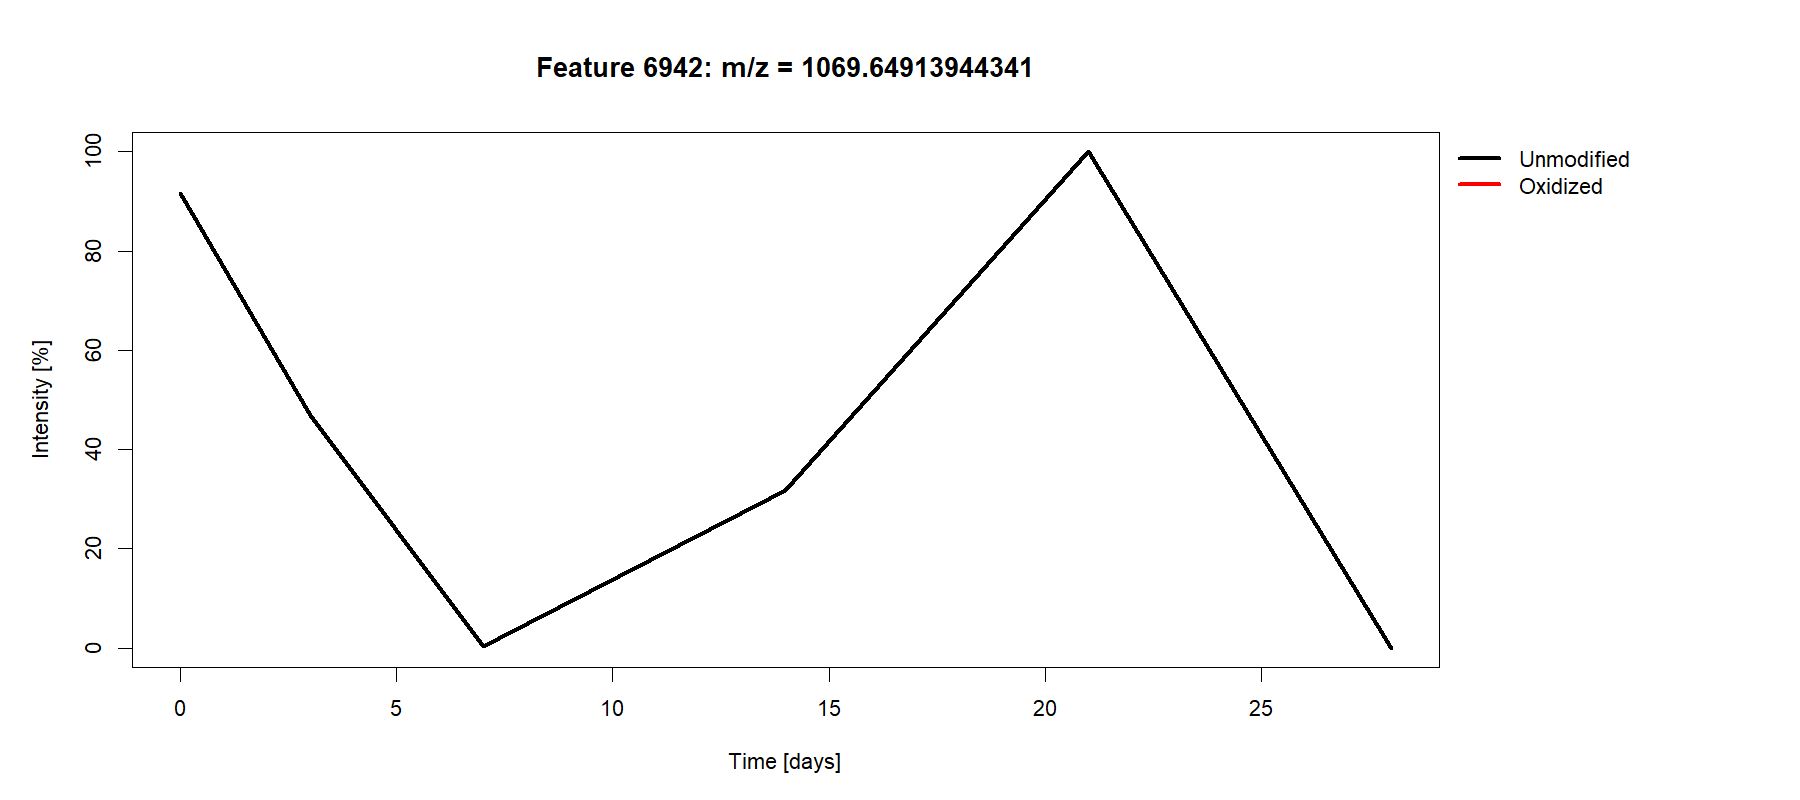 Feature 6942: m/z = 1069.64913944341
Unmodified
Oxidized
Intensity [%]
100
80
60
40
20
0
0 5 10 15 20 25
Time [days]